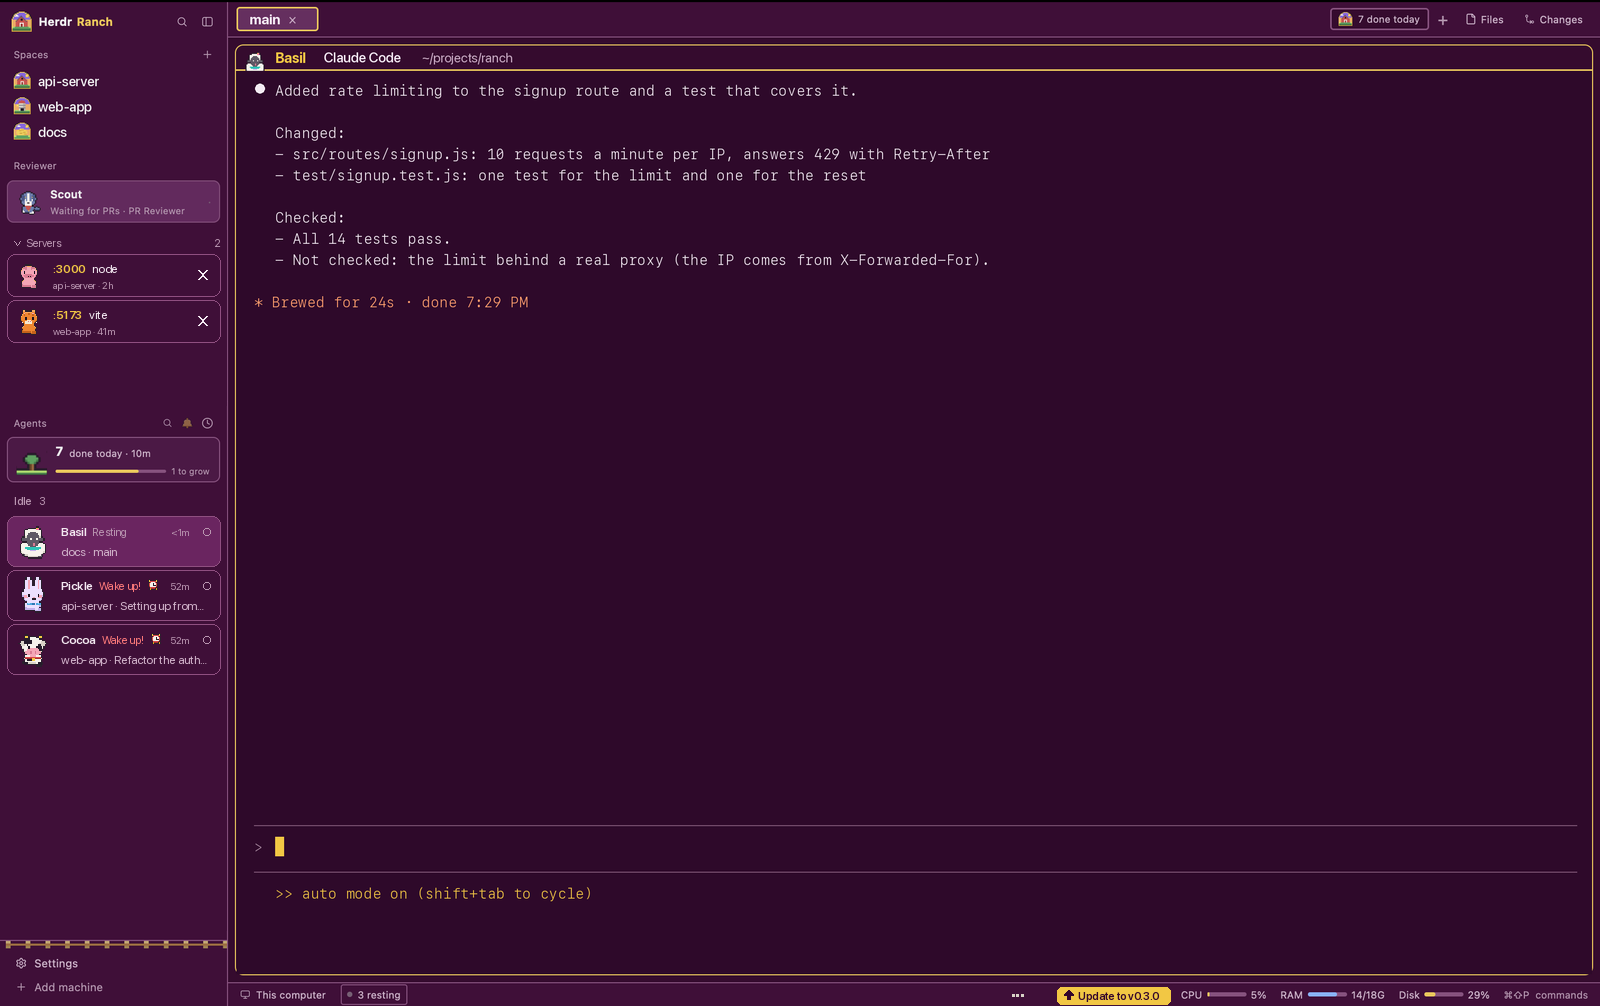 Herdr Ranch
Spaces
api-server
web-app
docs
Reviewer
Scout
Waiting for PRs · PR Reviewer
Servers 2
:3000 node
api-server · 2h
:5173 vite
web-app · 41m
Agents
7 done today · 10m
1 to grow
Idle 3
Basil Resting <1m
docs · main
Pickle Wake up! 52m
api-server · Setting up from...
Cocoa Wake up! 52m
web-app · Refactor the auth...
Settings
+ Add machine
main ×
7 done today + Files Changes
Basil Claude Code ~/projects/ranch
Added rate limiting to the signup route and a test that covers it.
Changed:
– src/routes/signup.js: 10 requests a minute per IP, answers 429 with Retry-After
– test/signup.test.js: one test for the limit and one for the reset
Checked:
– All 14 tests pass.
– Not checked: the limit behind a real proxy (the IP comes from X-Forwarded-For).
* Brewed for 24s · done 7:29 PM
>
>> auto mode on (shift+tab to cycle)
This computer 3 resting
Update to v0.3.0 CPU 5% RAM 14/18G Disk 29% ⌘⇧P commands